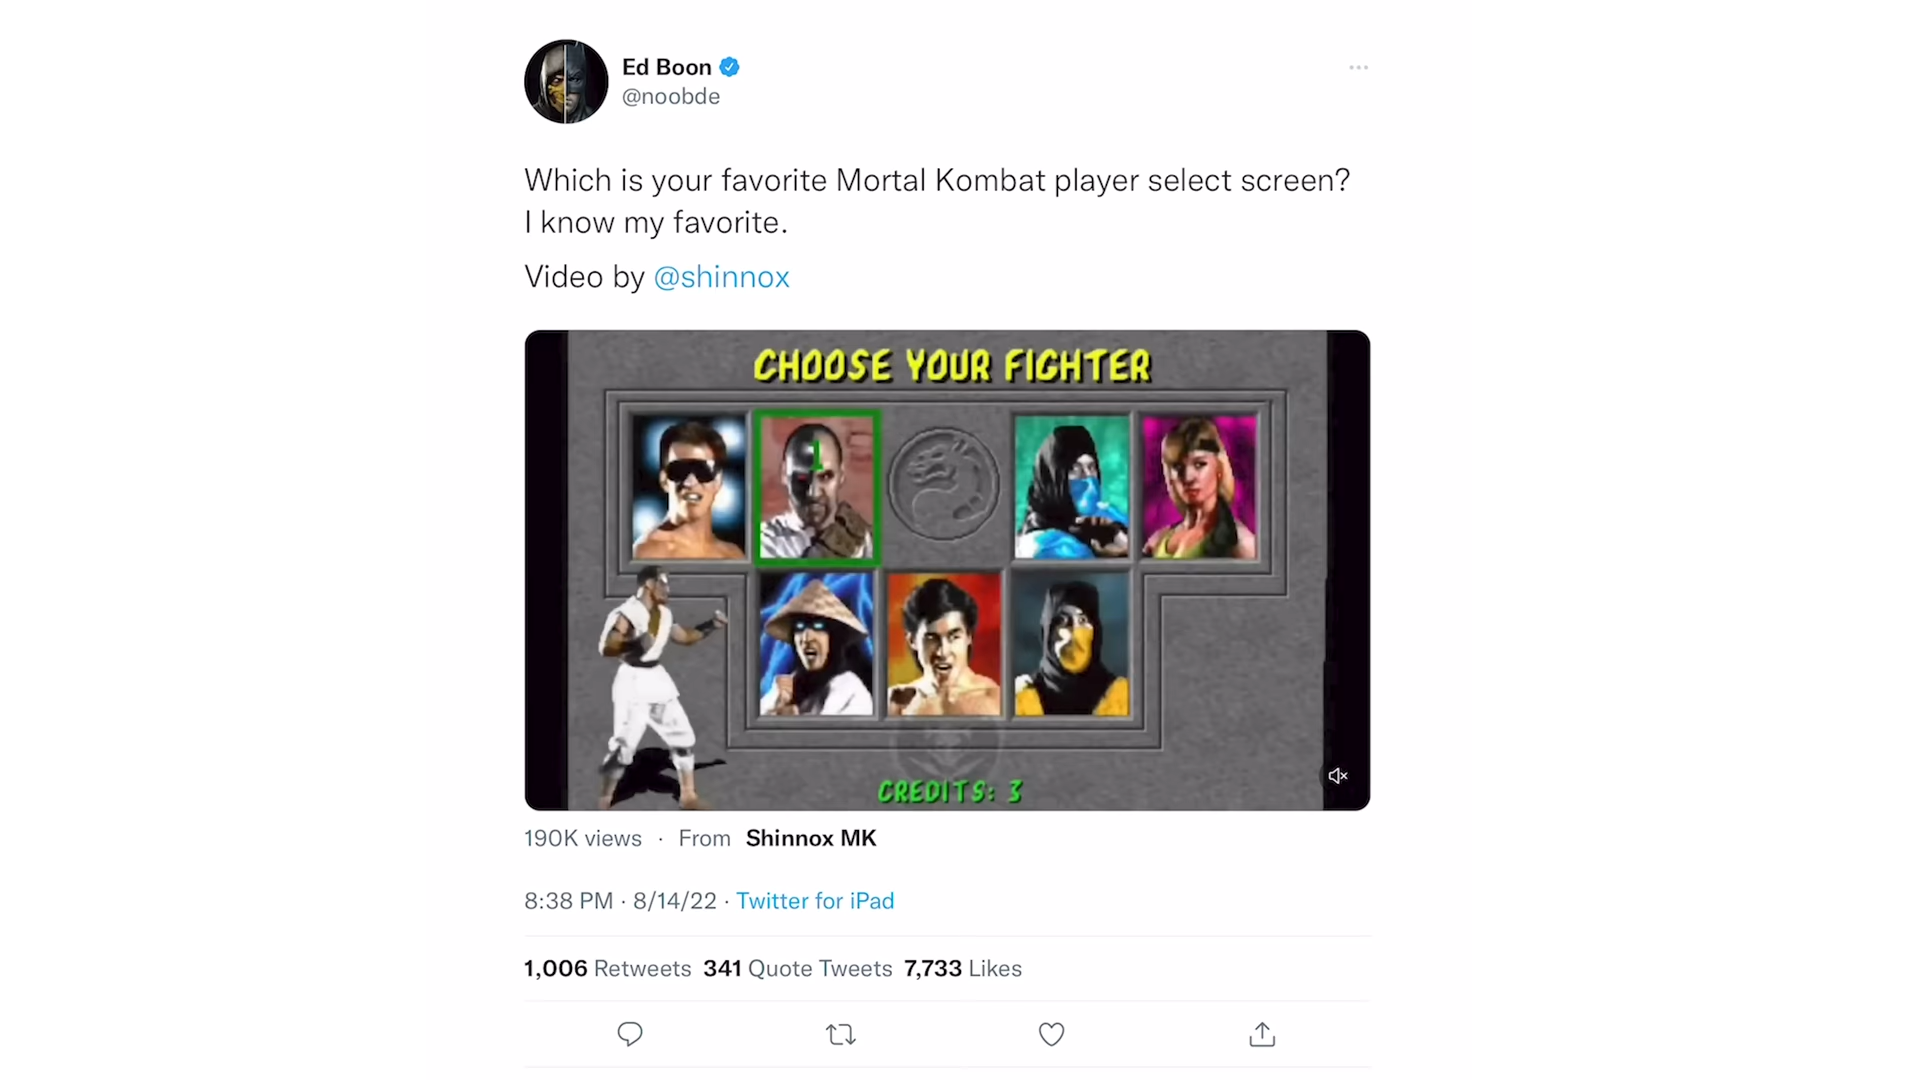 Ed Boon
@noobde
Which is your favorite Mortal Kombat player select screen?
I know my favorite.
Video by @shinnox
CHOOSE YOUR FIGHTER
1
CREDITS: 3
190K views · From Shinnox MK
8:38 PM · 8/14/22 · Twitter for iPad
1,006 Retweets 341 Quote Tweets 7,733 Likes